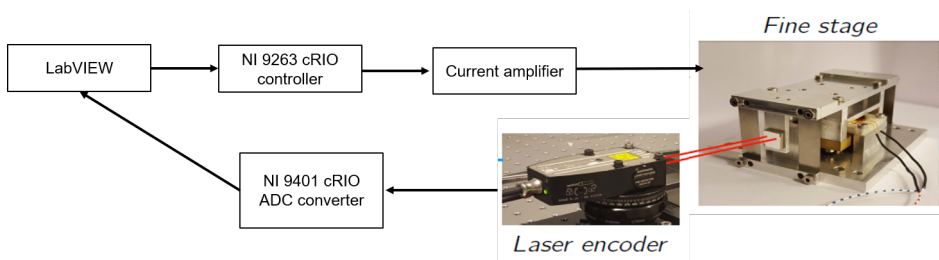 Fine stage
LabVIEW
NI 9263 cRIO
controller
Current amplifier
NI 9401 cRIO
ADC converter
Laser encoder